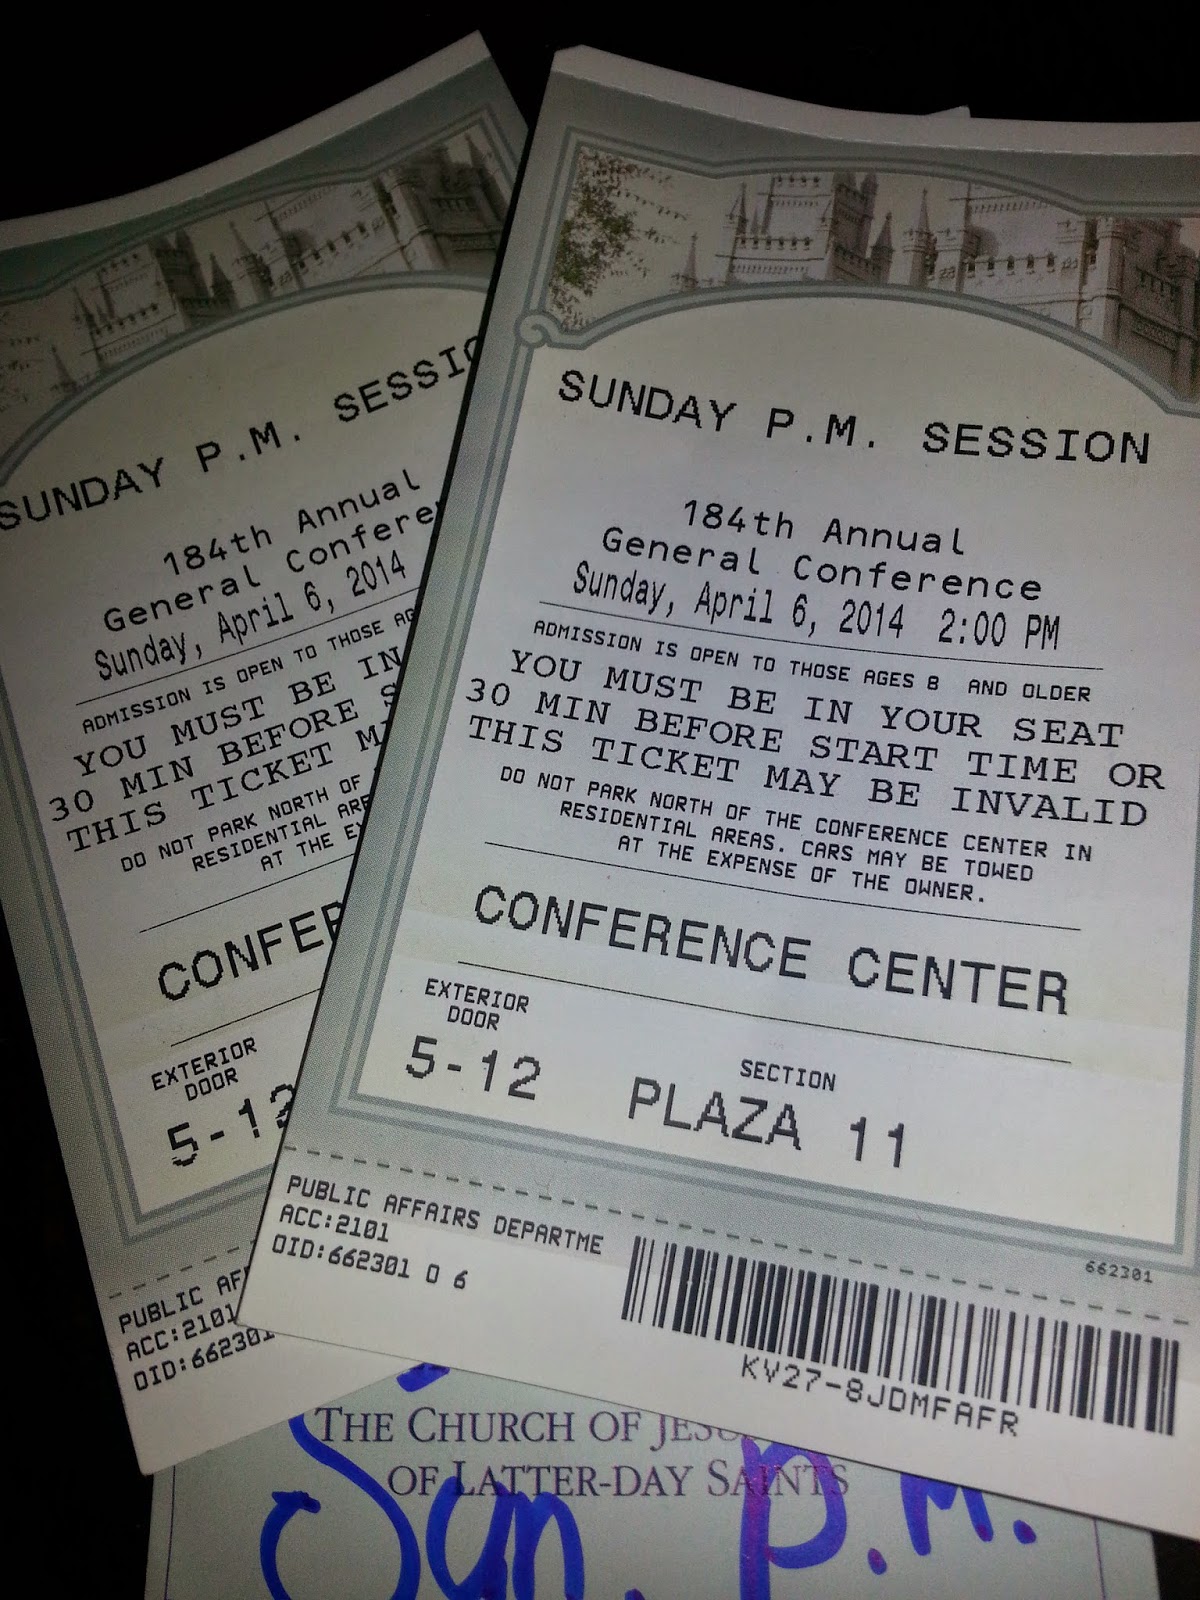 SUNDAY P.M. SESSION
184th Annual
General Conference
Sunday, April 6, 2014 2:00 PM
ADMISSION IS OPEN TO THOSE AGES 8 AND OLDER
YOU MUST BE IN YOUR SEAT
30 MIN BEFORE START TIME OR
THIS TICKET MAY BE INVALID
DO NOT PARK NORTH OF THE CONFERENCE CENTER IN
RESIDENTIAL AREAS. CARS MAY BE TOWED
AT THE EXPENSE OF THE OWNER.
CONFERENCE CENTER
EXTERIOR
DOOR
5-12
SECTION
PLAZA 11
PUBLIC AFFAIRS DEPARTME
ACC:2101
OID:662301 0 6
662301
KV27-8JDMFAFR
SUNDAY P.M.
184th Annual
General
Sunday, April 6, 2014
ADMISSION IS OPEN TO THOSE
YOU MUST BE IN
30 MIN BEFORE
THIS TICKET
DO NOT PARK NORTH OF
RESIDENTIAL
AT THE
EXTERIOR
DOOR
PUBLIC
ACC:2101
THE CHURCH OF
OF LATTER-DAY SAINTS
Sun. P.M.